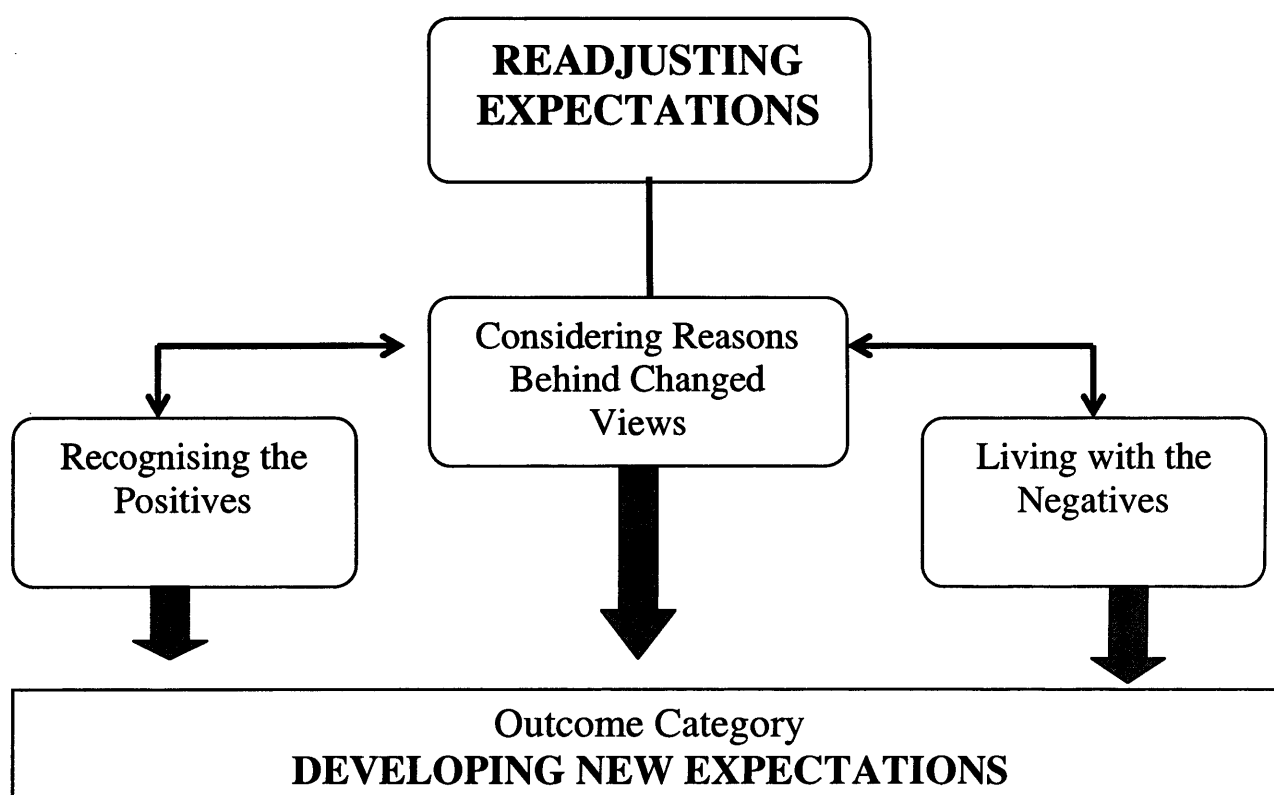 READJUSTING
EXPECTATIONS
Considering Reasons
Behind Changed
Views
Recognising the
Positives
Living with the
Negatives
Outcome Category
DEVELOPING NEW EXPECTATIONS